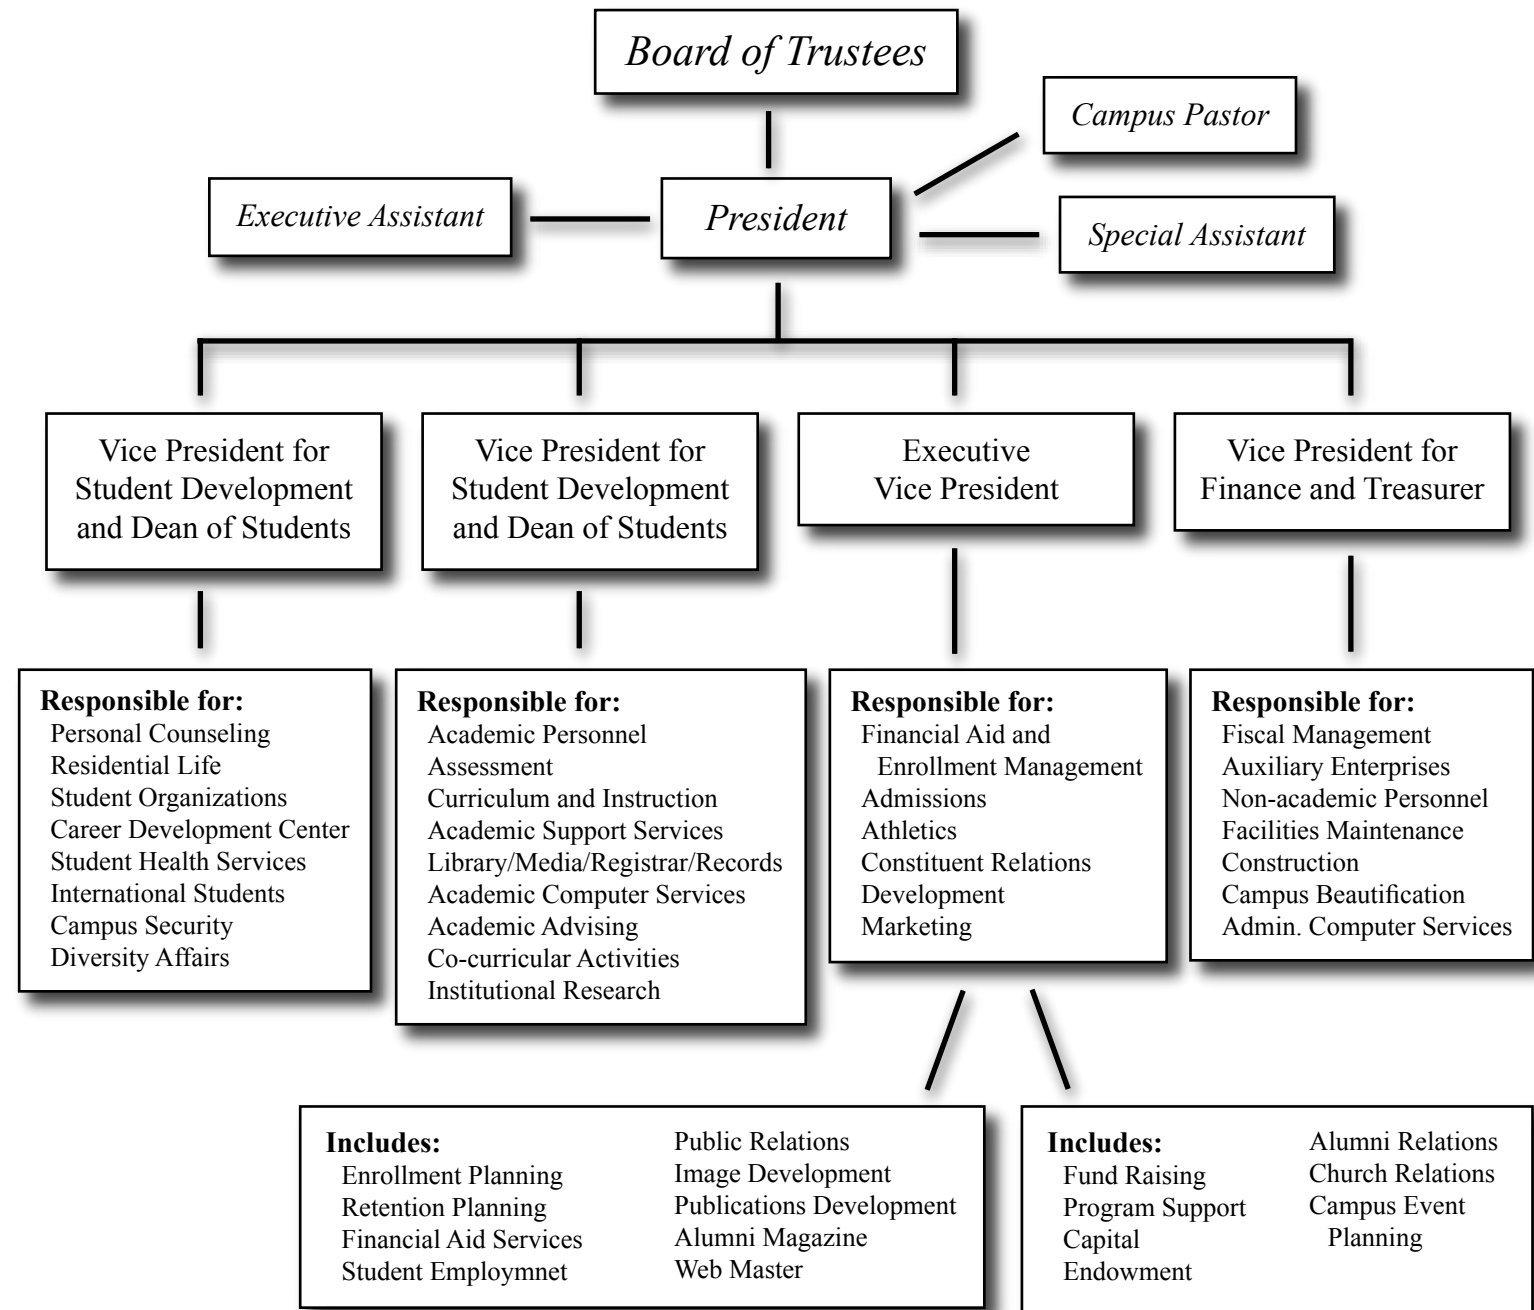 Board of Trustees
Campus Pastor
Executive Assistant
President
Special Assistant
Vice President for
Student Development
and Dean of Students
Vice President for
Student Development
and Dean of Students
Executive
Vice President
Vice President for
Finance and Treasurer
Responsible for:
Personal Counseling
Residential Life
Student Organizations
Career Development Center
Student Health Services
International Students
Campus Security
Diversity Affairs
Responsible for:
Academic Personnel
Assessment
Curriculum and Instruction
Academic Support Services
Library/Media/Registrar/Records
Academic Computer Services
Academic Advising
Co-curricular Activities
Institutional Research
Responsible for:
Financial Aid and
Enrollment Management
Admissions
Athletics
Constituent Relations
Development
Marketing
Responsible for:
Fiscal Management
Auxiliary Enterprises
Non-academic Personnel
Facilities Maintenance
Construction
Campus Beautification
Admin. Computer Services
Includes:
Enrollment Planning
Retention Planning
Financial Aid Services
Student Employmnet
Public Relations
Image Development
Publications Development
Alumni Magazine
Web Master
Includes:
Fund Raising
Program Support
Capital
Endowment
Alumni Relations
Church Relations
Campus Event
Planning